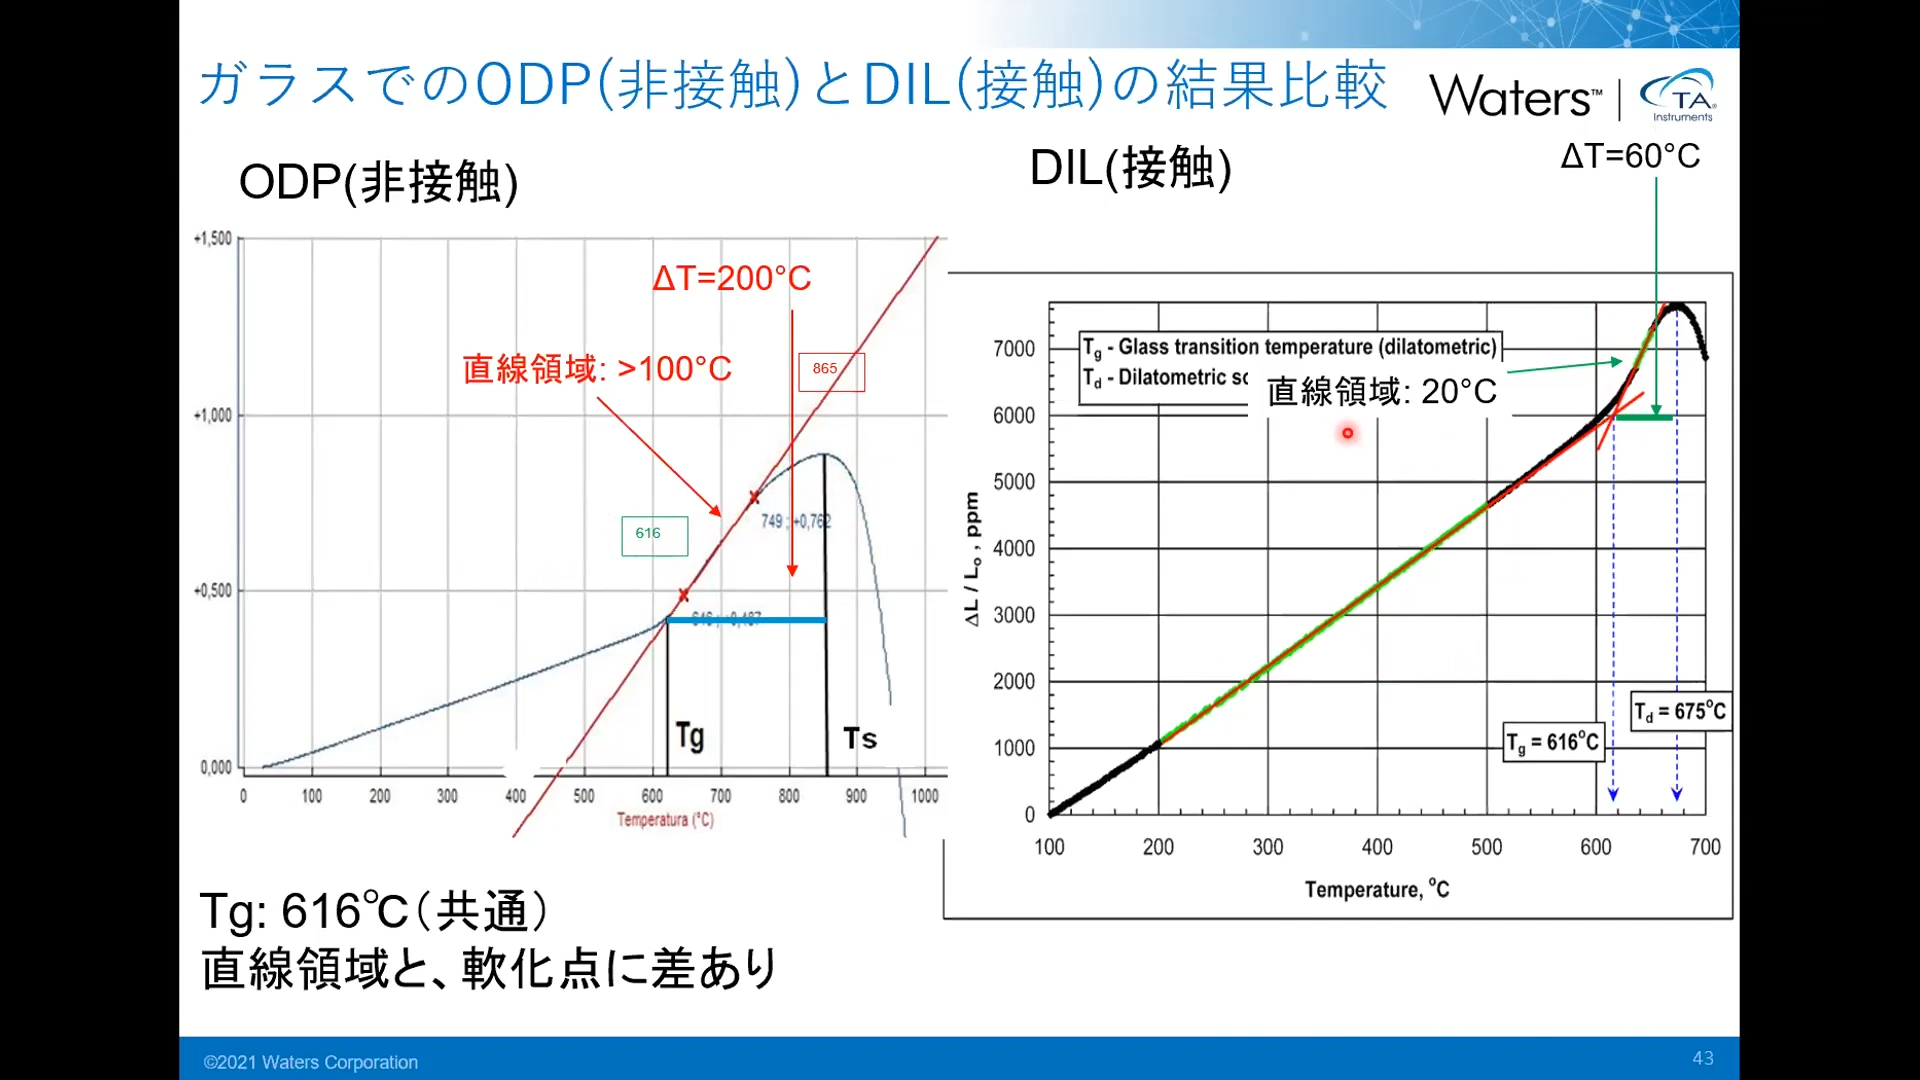 ガラスでのODP(非接触)とDIL(接触)の結果比較
Waters™
TA
Instruments
ODP(非接触)
DIL(接触)
ΔT=60°C
+1,500
+1,000
+0,500
0,000
ΔT=200°C
直線領域: >100°C
865
616
749 ; +0,762
Tg
Ts
0 100 200 300 400 500 600 700 800 900 1000
Temperatura (°C)
Tg - Glass transition temperature (dilatometric)
Td - Dilatometric
直線領域: 20°C
7000
6000
5000
4000
3000
2000
1000
0
ΔL / Lo , ppm
Td = 675°C
Tg = 616°C
100 200 300 400 500 600 700
Temperature, °C
Tg: 616℃（共通）
直線領域と、軟化点に差あり
©2021 Waters Corporation
43